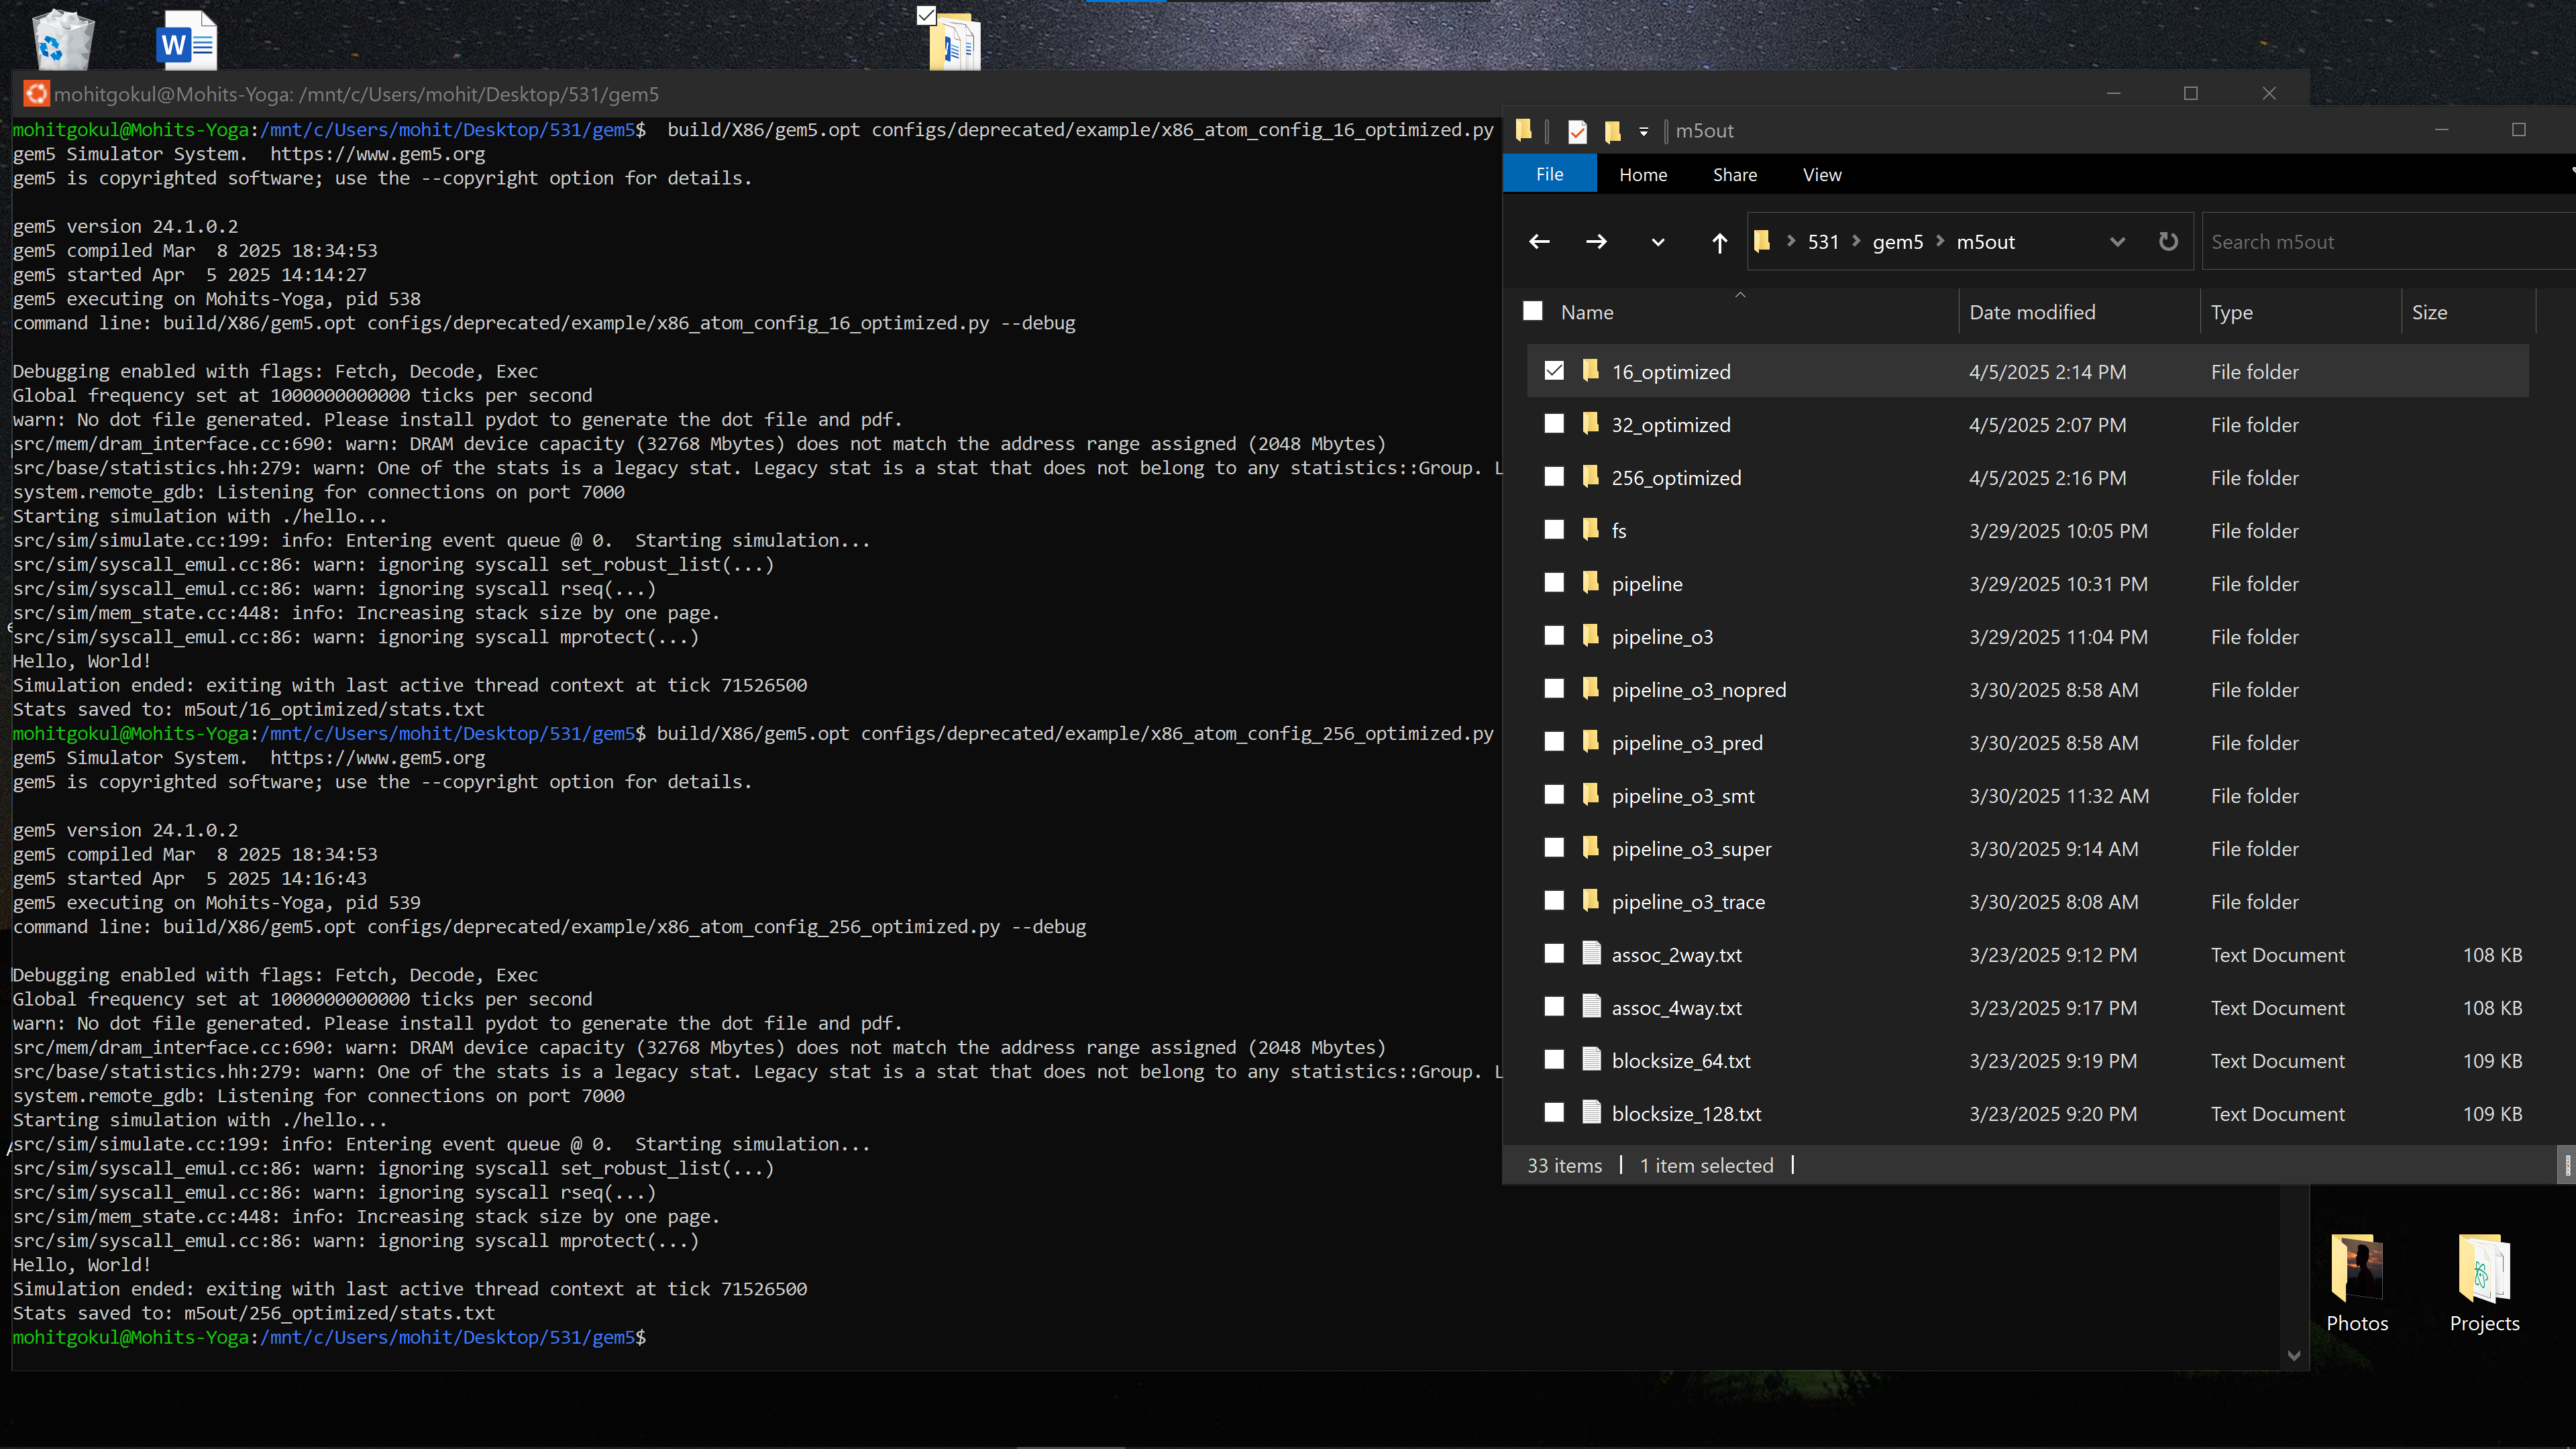 W
mohitgokul@Mohits-Yoga: /mnt/c/Users/mohit/Desktop/531/gem5
mohitgokul@Mohits-Yoga:/mnt/c/Users/mohit/Desktop/531/gem5$  build/X86/gem5.opt configs/deprecated/example/x86_atom_config_16_optimized.py
gem5 Simulator System.  https://www.gem5.org
gem5 is copyrighted software; use the --copyright option for details.
gem5 version 24.1.0.2
gem5 compiled Mar  8 2025 18:34:53
gem5 started Apr  5 2025 14:14:27
gem5 executing on Mohits-Yoga, pid 538
command line: build/X86/gem5.opt configs/deprecated/example/x86_atom_config_16_optimized.py --debug
Debugging enabled with flags: Fetch, Decode, Exec
Global frequency set at 1000000000000 ticks per second
warn: No dot file generated. Please install pydot to generate the dot file and pdf.
src/mem/dram_interface.cc:690: warn: DRAM device capacity (32768 Mbytes) does not match the address range assigned (2048 Mbytes)
src/base/statistics.hh:279: warn: One of the stats is a legacy stat. Legacy stat is a stat that does not belong to any statistics::Group. L
system.remote_gdb: Listening for connections on port 7000
Starting simulation with ./hello...
src/sim/simulate.cc:199: info: Entering event queue @ 0.  Starting simulation...
src/sim/syscall_emul.cc:86: warn: ignoring syscall set_robust_list(...)
src/sim/syscall_emul.cc:86: warn: ignoring syscall rseq(...)
src/sim/mem_state.cc:448: info: Increasing stack size by one page.
src/sim/syscall_emul.cc:86: warn: ignoring syscall mprotect(...)
Hello, World!
Simulation ended: exiting with last active thread context at tick 71526500
Stats saved to: m5out/16_optimized/stats.txt
mohitgokul@Mohits-Yoga:/mnt/c/Users/mohit/Desktop/531/gem5$ build/X86/gem5.opt configs/deprecated/example/x86_atom_config_256_optimized.py
gem5 Simulator System.  https://www.gem5.org
gem5 is copyrighted software; use the --copyright option for details.
gem5 version 24.1.0.2
gem5 compiled Mar  8 2025 18:34:53
gem5 started Apr  5 2025 14:16:43
gem5 executing on Mohits-Yoga, pid 539
command line: build/X86/gem5.opt configs/deprecated/example/x86_atom_config_256_optimized.py --debug
Debugging enabled with flags: Fetch, Decode, Exec
Global frequency set at 1000000000000 ticks per second
warn: No dot file generated. Please install pydot to generate the dot file and pdf.
src/mem/dram_interface.cc:690: warn: DRAM device capacity (32768 Mbytes) does not match the address range assigned (2048 Mbytes)
src/base/statistics.hh:279: warn: One of the stats is a legacy stat. Legacy stat is a stat that does not belong to any statistics::Group. L
system.remote_gdb: Listening for connections on port 7000
Starting simulation with ./hello...
src/sim/simulate.cc:199: info: Entering event queue @ 0.  Starting simulation...
src/sim/syscall_emul.cc:86: warn: ignoring syscall set_robust_list(...)
src/sim/syscall_emul.cc:86: warn: ignoring syscall rseq(...)
src/sim/mem_state.cc:448: info: Increasing stack size by one page.
src/sim/syscall_emul.cc:86: warn: ignoring syscall mprotect(...)
Hello, World!
Simulation ended: exiting with last active thread context at tick 71526500
Stats saved to: m5out/256_optimized/stats.txt
mohitgokul@Mohits-Yoga:/mnt/c/Users/mohit/Desktop/531/gem5$
m5out
File Home Share View
531 gem5 m5out Search m5out
Name Date modified Type Size
16_optimized 4/5/2025 2:14 PM File folder
32_optimized 4/5/2025 2:07 PM File folder
256_optimized 4/5/2025 2:16 PM File folder
fs 3/29/2025 10:05 PM File folder
pipeline 3/29/2025 10:31 PM File folder
pipeline_o3 3/29/2025 11:04 PM File folder
pipeline_o3_nopred 3/30/2025 8:58 AM File folder
pipeline_o3_pred 3/30/2025 8:58 AM File folder
pipeline_o3_smt 3/30/2025 11:32 AM File folder
pipeline_o3_super 3/30/2025 9:14 AM File folder
pipeline_o3_trace 3/30/2025 8:08 AM File folder
assoc_2way.txt 3/23/2025 9:12 PM Text Document 108 KB
assoc_4way.txt 3/23/2025 9:17 PM Text Document 108 KB
blocksize_64.txt 3/23/2025 9:19 PM Text Document 109 KB
blocksize_128.txt 3/23/2025 9:20 PM Text Document 109 KB
33 items 1 item selected
Photos Projects